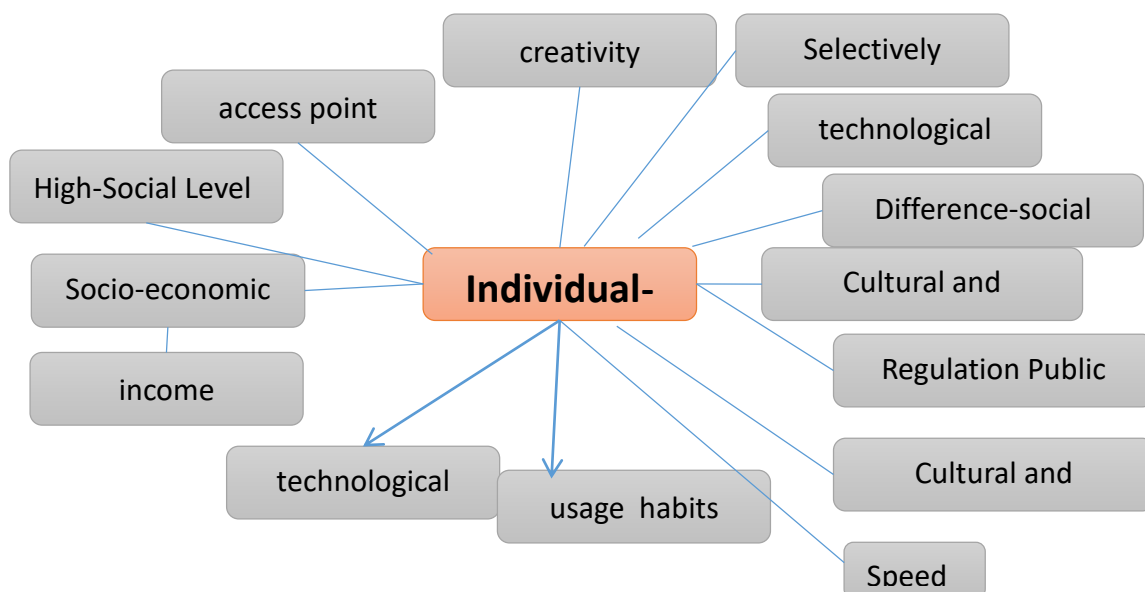 creativity
Selectively
access point
technological
High-Social Level
Difference-social
Socio-economic
Individual-
Cultural and
income
Regulation Public
technological
Cultural and
usage habits
Speed